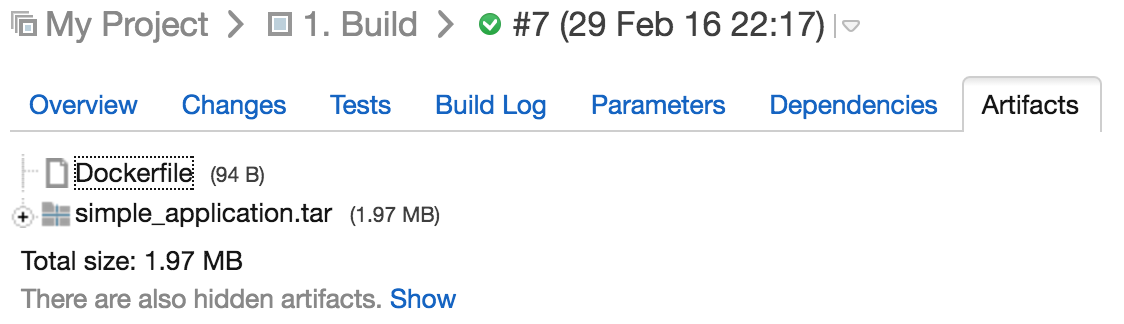 My Project > 1. Build > #7 (29 Feb 16 22:17)
Overview Changes Tests Build Log Parameters Dependencies Artifacts
Dockerfile (94 B)
simple_application.tar (1.97 MB)
Total size: 1.97 MB
There are also hidden artifacts. Show